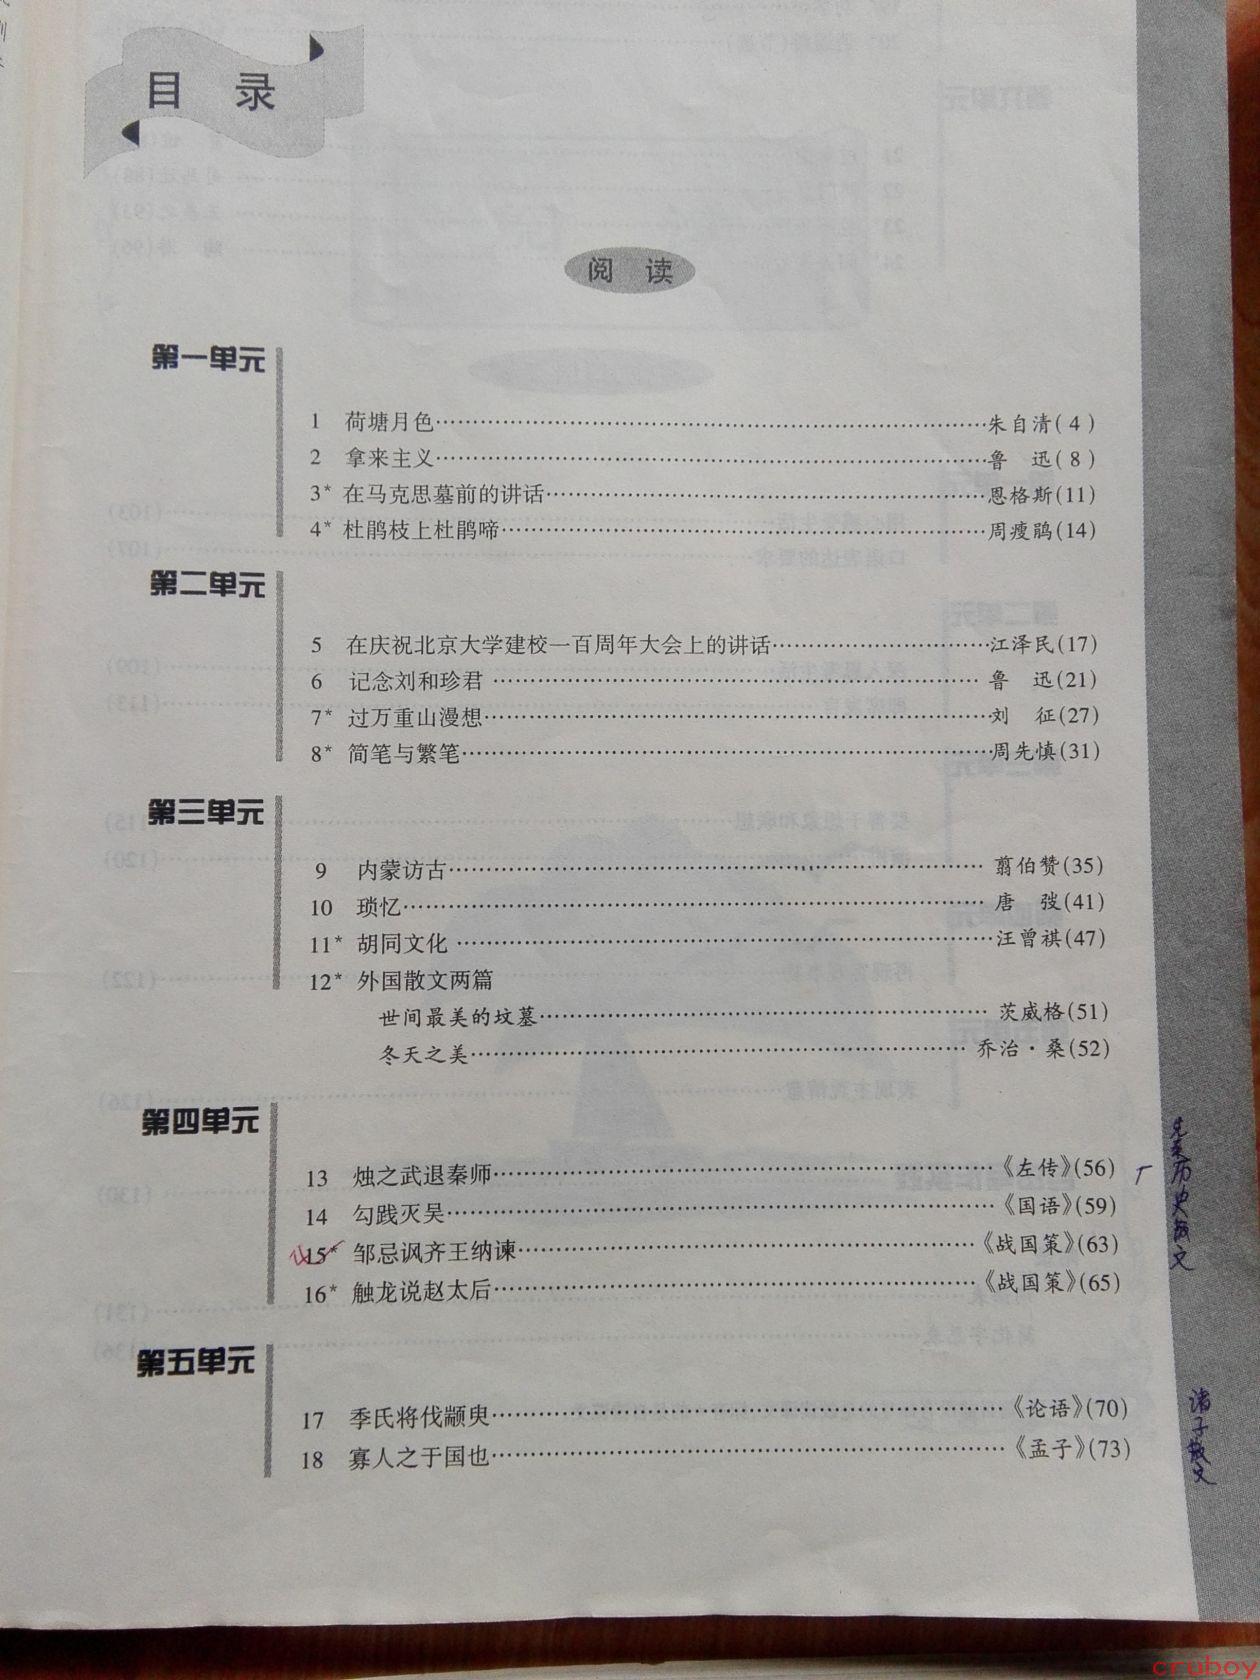 目 录
阅 读
第一单元
1 荷塘月色……朱自清(4)
2 拿来主义……鲁 迅(8)
3* 在马克思墓前的讲话……恩格斯(11)
4* 杜鹃枝上杜鹃啼……周瘦鹃(14)
第二单元
5 在庆祝北京大学建校一百周年大会上的讲话……江泽民(17)
6 记念刘和珍君……鲁 迅(21)
7* 过万重山漫想……刘 征(27)
8* 简笔与繁笔……周先慎(31)
第三单元
9 内蒙访古……翦伯赞(35)
10 琐忆……唐 弢(41)
11* 胡同文化……汪曾祺(47)
12* 外国散文两篇
世间最美的坟墓……茨威格(51)
冬天之美……乔治·桑(52)
第四单元
13 烛之武退秦师……《左传》(56)
14 勾践灭吴……《国语》(59)
15* 邹忌讽齐王纳谏……《战国策》(63)
16* 触龙说赵太后……《战国策》(65)
先秦历史散文
第五单元
17 季氏将伐颛臾……《论语》(70)
18 寡人之于国也……《孟子》(73)
诸子散文
cruboy